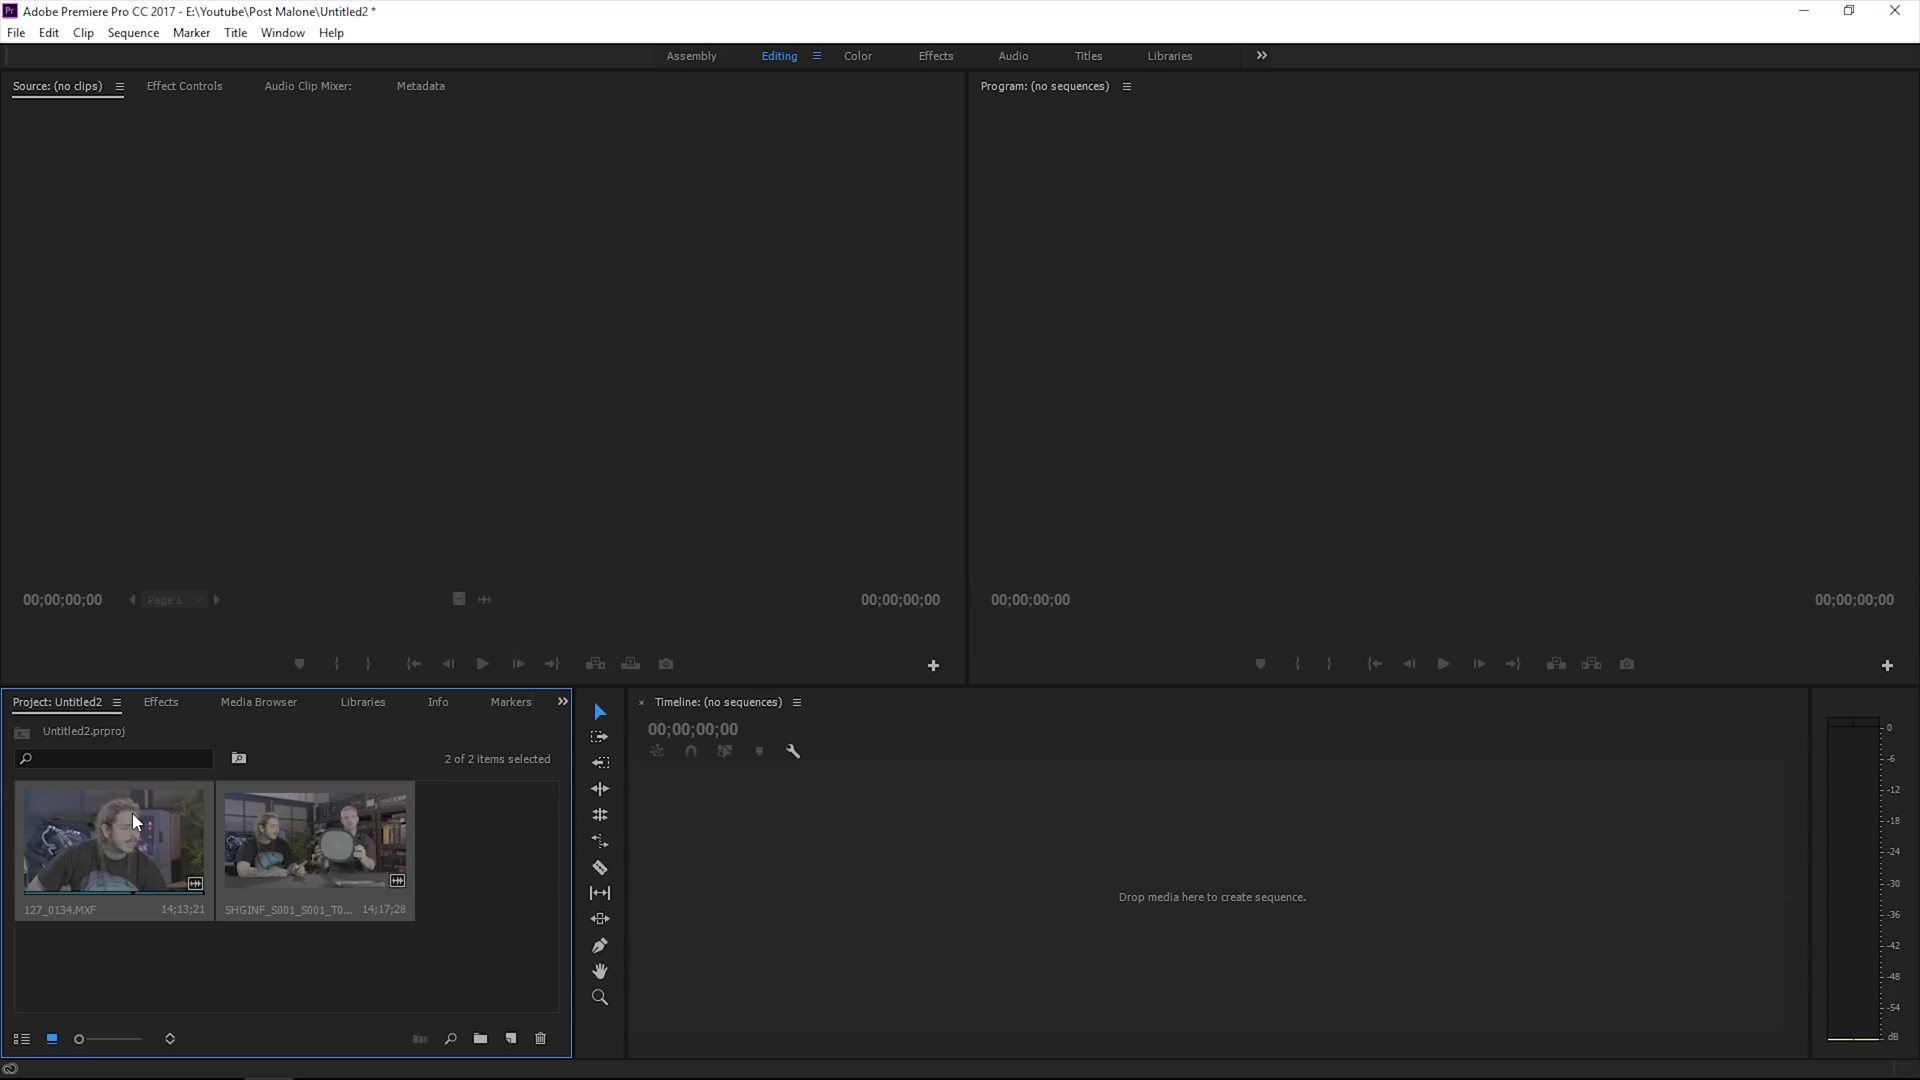 Pr Adobe Premiere Pro CC 2017 - E:\Youtube\Post Malone\Untitled2 *
File Edit Clip Sequence Marker Title Window Help
Assembly Editing Color Effects Audio Titles Libraries
Source: (no clips) Effect Controls Audio Clip Mixer: Metadata
Program: (no sequences)
00;00;00;00 Page 1 00;00;00;00
00;00;00;00 00;00;00;00
Project: Untitled2 Effects Media Browser Libraries Info Markers
Untitled2.prproj
2 of 2 items selected
127_0134.MXF 14;13;21
SHGINF_S001_S001_T0... 14;17;28
Timeline: (no sequences)
00;00;00;00
Drop media here to create sequence.
0
-6
-12
-18
-24
-30
-36
-42
-48
-54
dB